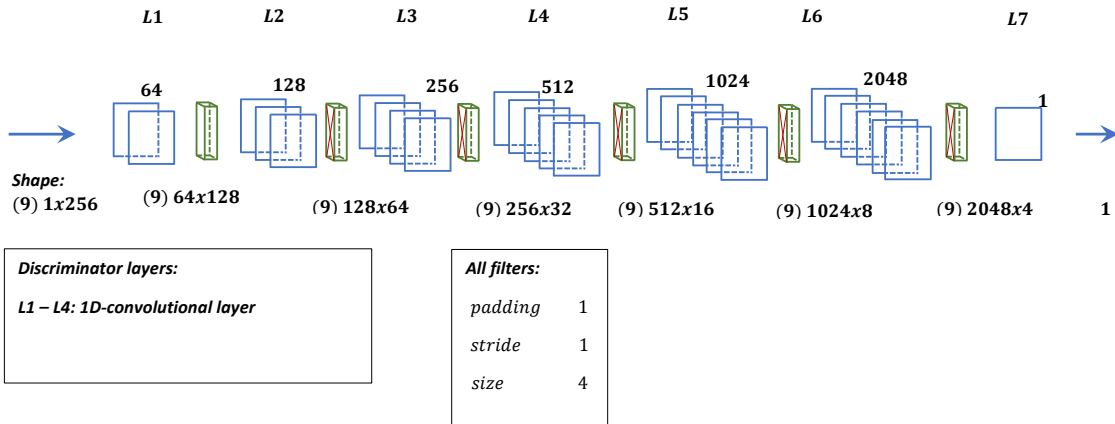 L1 L2 L3 L4 L5 L6 L7
64 128 256 512 1024 2048 1
Shape:
(9) 1x256 (9) 64x128 (9) 128x64 (9) 256x32 (9) 512x16 (9) 1024x8 (9) 2048x4 1
Discriminator layers:
L1 – L4: 1D-convolutional layer
All filters:
padding 1
stride 1
size 4